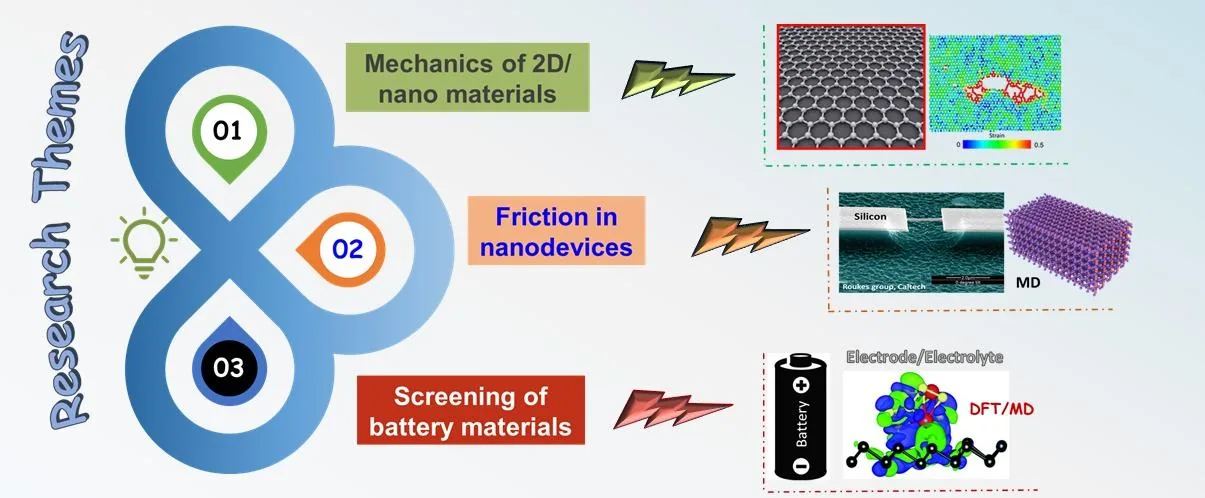 Research Themes
01
Mechanics of 2D/
nano materials
Strain
0
0.5
02
Friction in
nanodevices
Silicon
Roukes group, Caltech
MD
03
Screening of
battery materials
Battery
Electrode/Electrolyte
DFT/MD